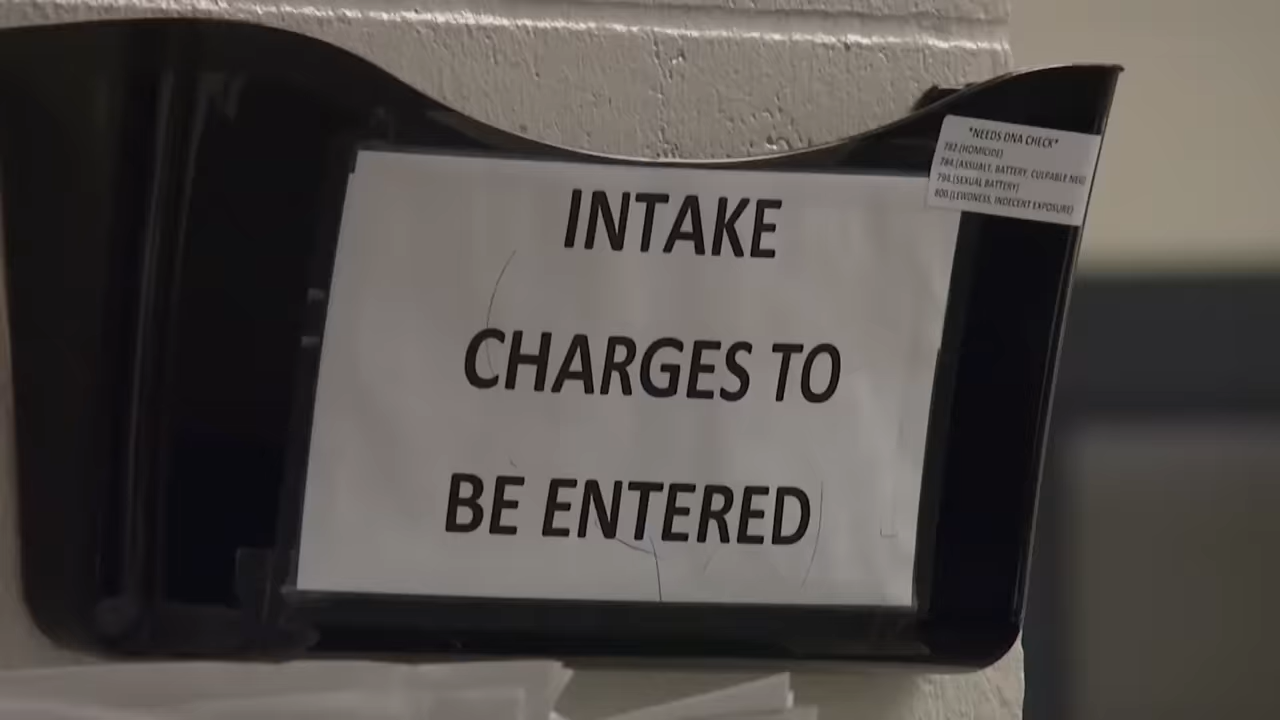 INTAKE
CHARGES TO
BE ENTERED
*NEEDS DNA CHECK*
782.(HOMICIDE)
784.(ASSUALT, BATTERY, CULPABLE NEG)
794.(SEXUAL BATTERY)
800.(LEWDNESS, INDECENT EXPOSURE)